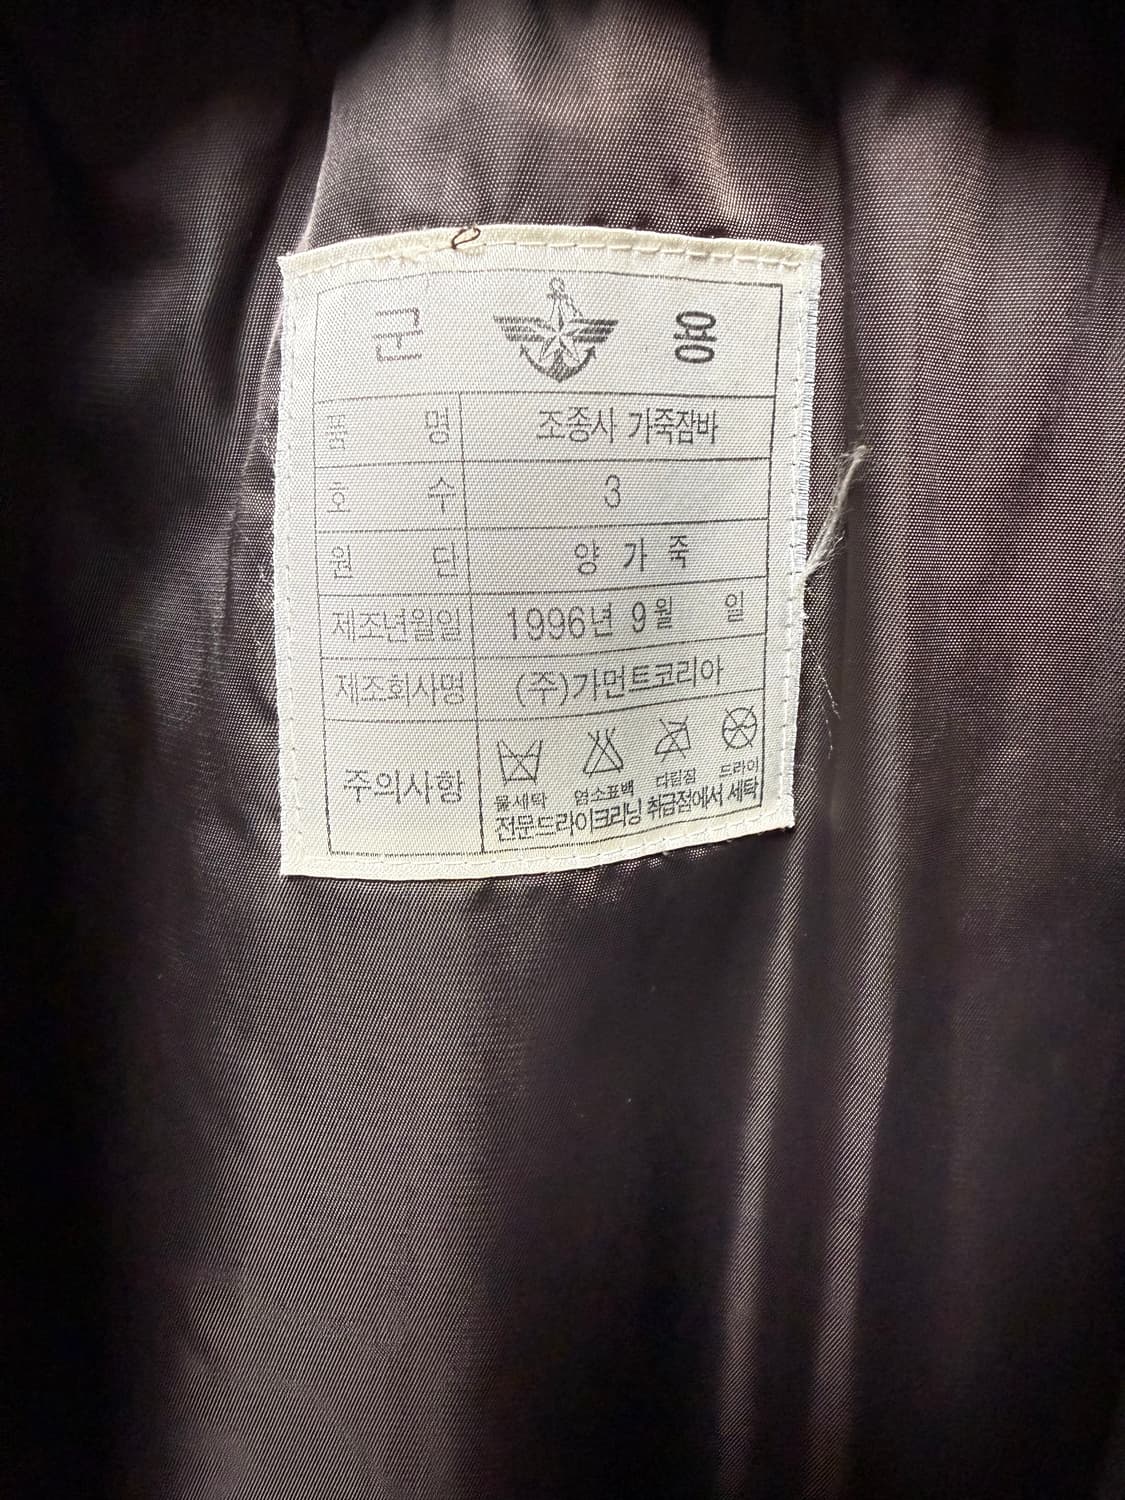 군 용
품 명 조종사 가죽잠바
호 수 3
원 단 양 가 죽
제조년월일 1996년 9월 일
제조회사명 (주)가먼트코리아
주의사항
물세탁 염소표백 다림질 드라이
전문드라이크리닝 취급점에서 세탁